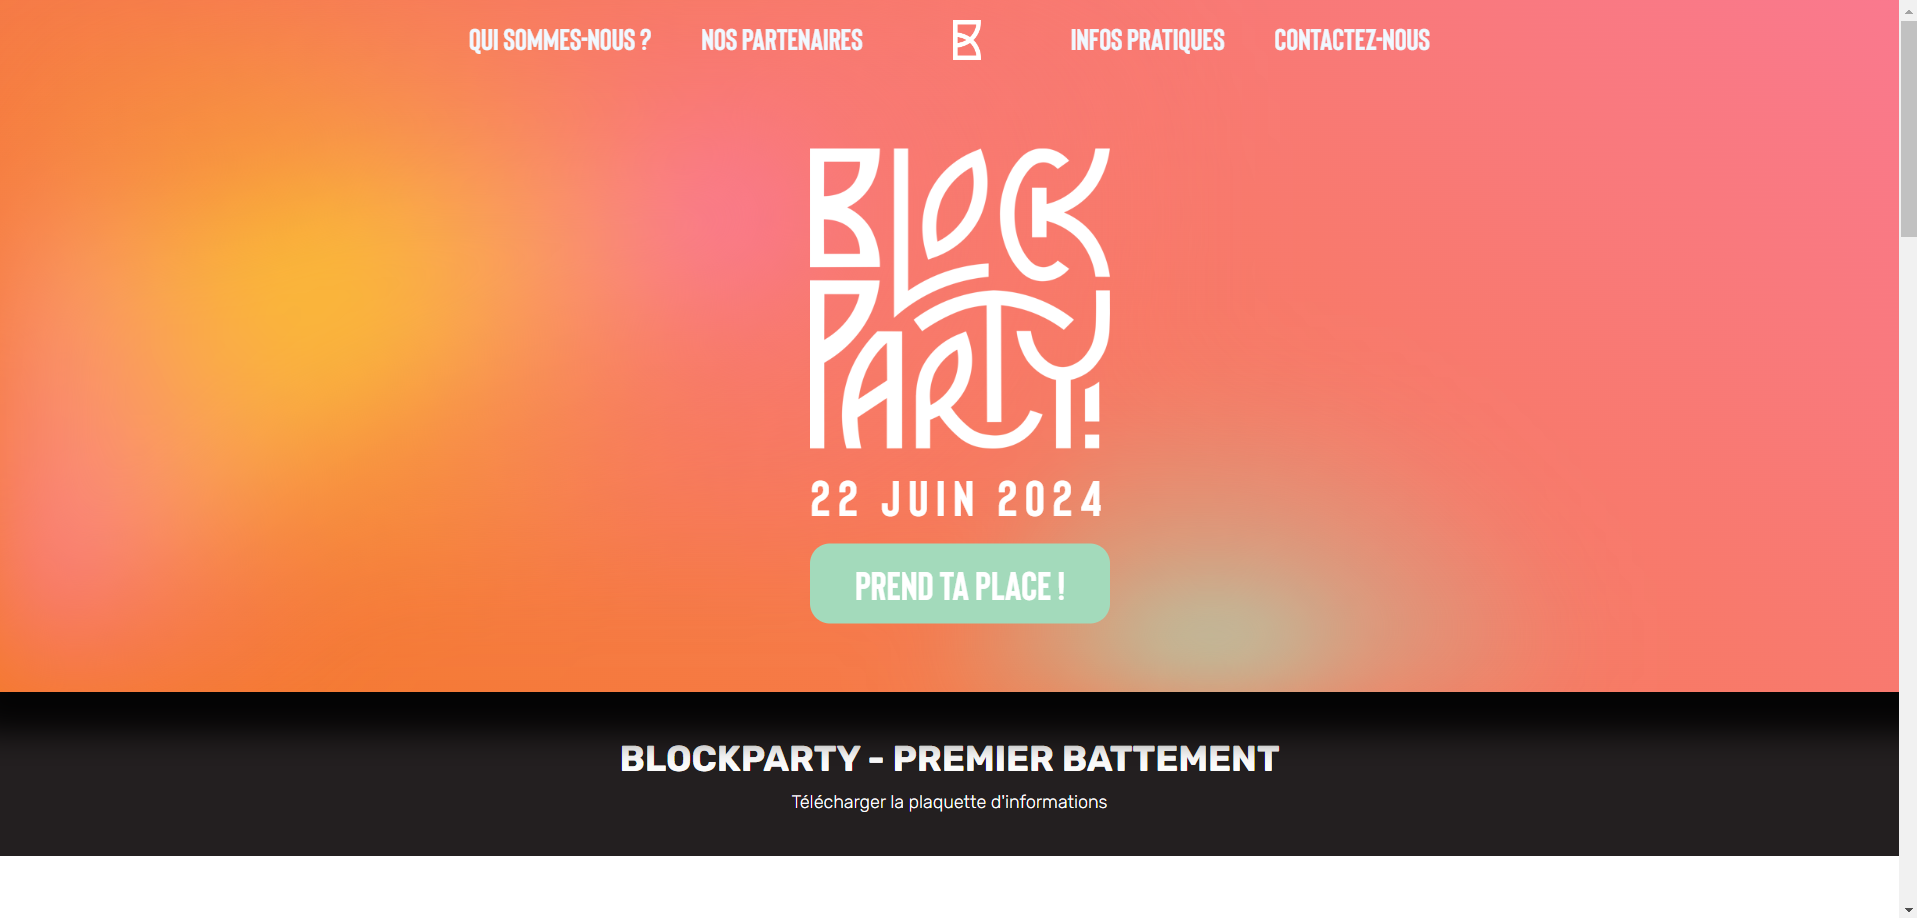 QUI SOMMES-NOUS ?
NOS PARTENAIRES
INFOS PRATIQUES
CONTACTEZ-NOUS
BLOCK
PARTY!
22 JUIN 2024
PREND TA PLACE !
BLOCKPARTY - PREMIER BATTEMENT
Télécharger la plaquette d'informations